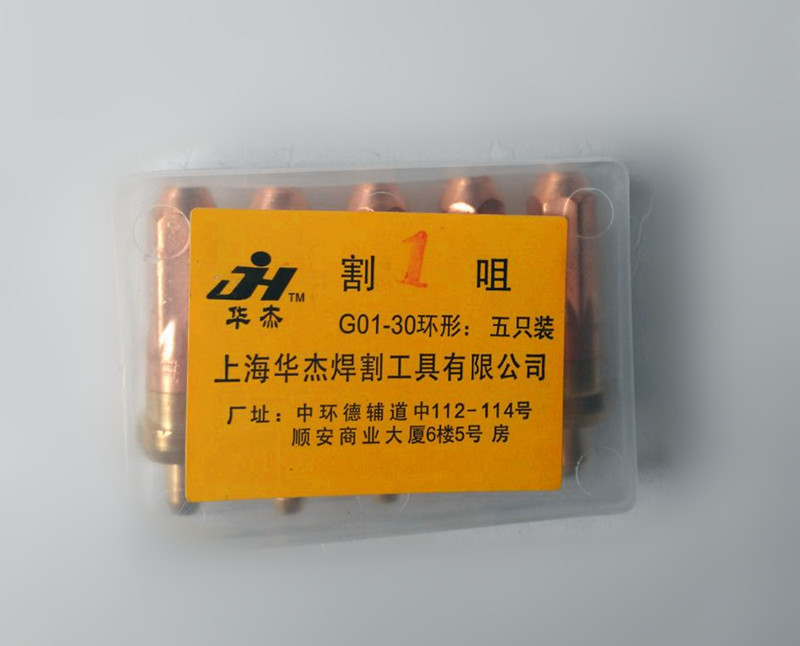 割 1 咀
JH™
华杰
G01-30环形：五只装
上海华杰焊割工具有限公司
厂址：中环德辅道中112-114号
顺安商业大厦6楼5号 房